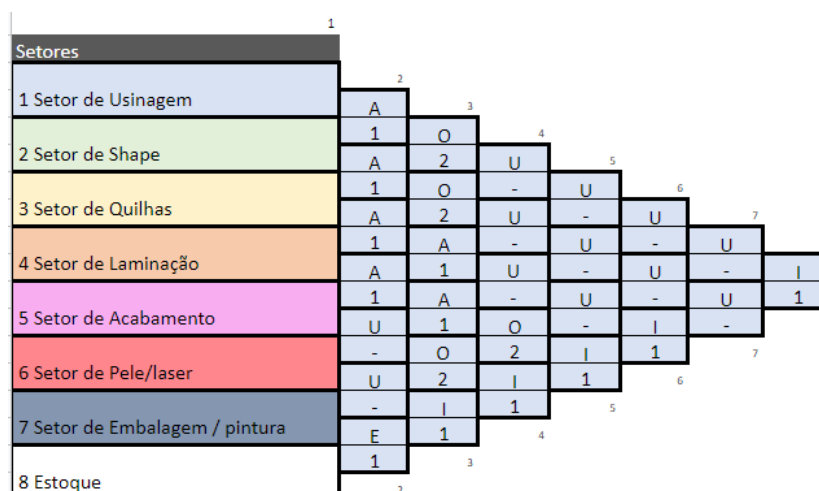 1
Setores
2
1 Setor de Usinagem A 3
1 O 4
2 Setor de Shape A 2 U 5
1 O - U 6
3 Setor de Quilhas A 2 U - U 7
1 A - U - U
4 Setor de Laminação A 1 U - U - I
1 A - U - U 1
5 Setor de Acabamento U 1 O - I -
- O 2 I 1 7
6 Setor de Pele/laser U 2 I 1 6
- I 1 5
7 Setor de Embalagem / pintura E 1 4
1 3
8 Estoque 2